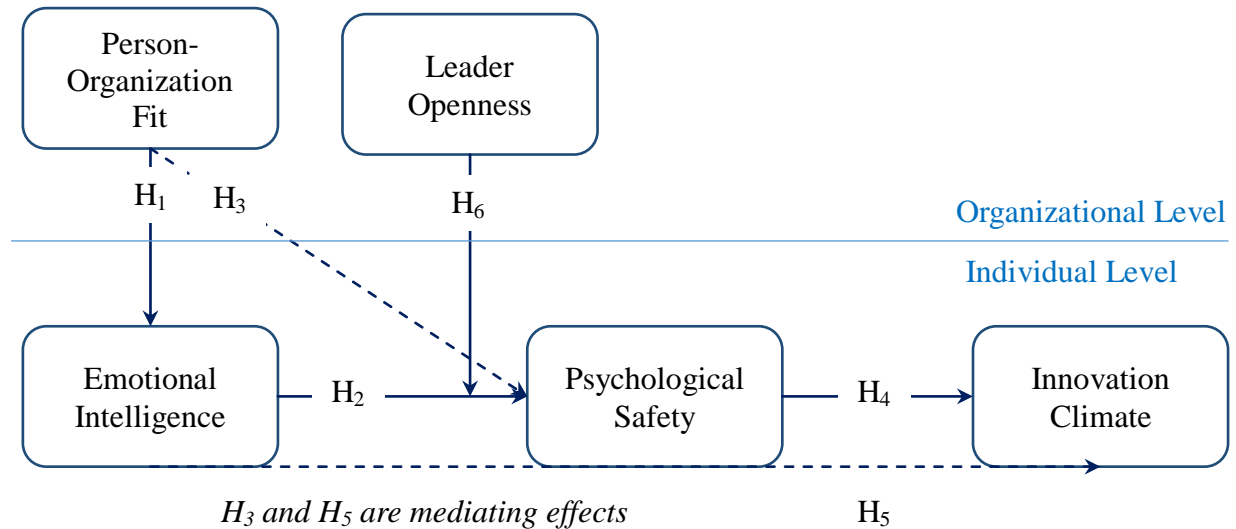 Person-
Organization
Fit
Leader
Openness
H₁
H₃
H₆
Organizational Level
Individual Level
Emotional
Intelligence
H₂
Psychological
Safety
H₄
Innovation
Climate
H₃ and H₅ are mediating effects
H₅